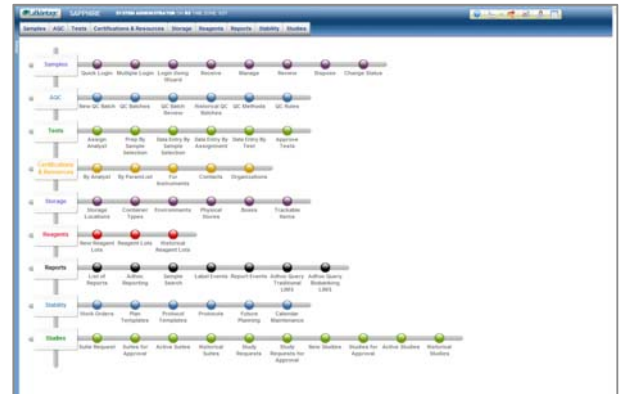 SAPPHIRE SYSTEM ADMINISTRATOR ON
Samples AQC Tests Certifications & Resources Storage Reagents Reports Stability Studies
Samples
Quick Login Multiple Login Login Using Wizard Receive Manage Review Dispose Change Status
AQC
New QC Batch QC Batches QC Batch Review Historical QC Batches QC Methods QC Rules
Tests
Assign Analyst Prep By Sample Selection Data Entry By Sample Selection Data Entry By Assignment Data Entry By Test Approve Tests
Certifications & Resources
By Analyst By ParamList For Instruments Contacts Organizations
Storage
Storage Locations Container Types Environments Physical Stores Boxes Trackable Items
Reagents
New Reagent Lots Reagent Lots Historical Reagent Lots
Reports
List of Reports Adhoc Reporting Sample Search Label Events Report Events Adhoc Query Traditional LIMS Adhoc Query Biobanking LIMS
Stability
Work Orders Plan Templates Protocol Templates Protocols Future Planning Calendar Maintenance
Studies
Suite Request Suites for Approval Active Suites Historical Suites Study Requests Study Requests for Approval New Studies Studies for Approval Active Studies Historical Studies